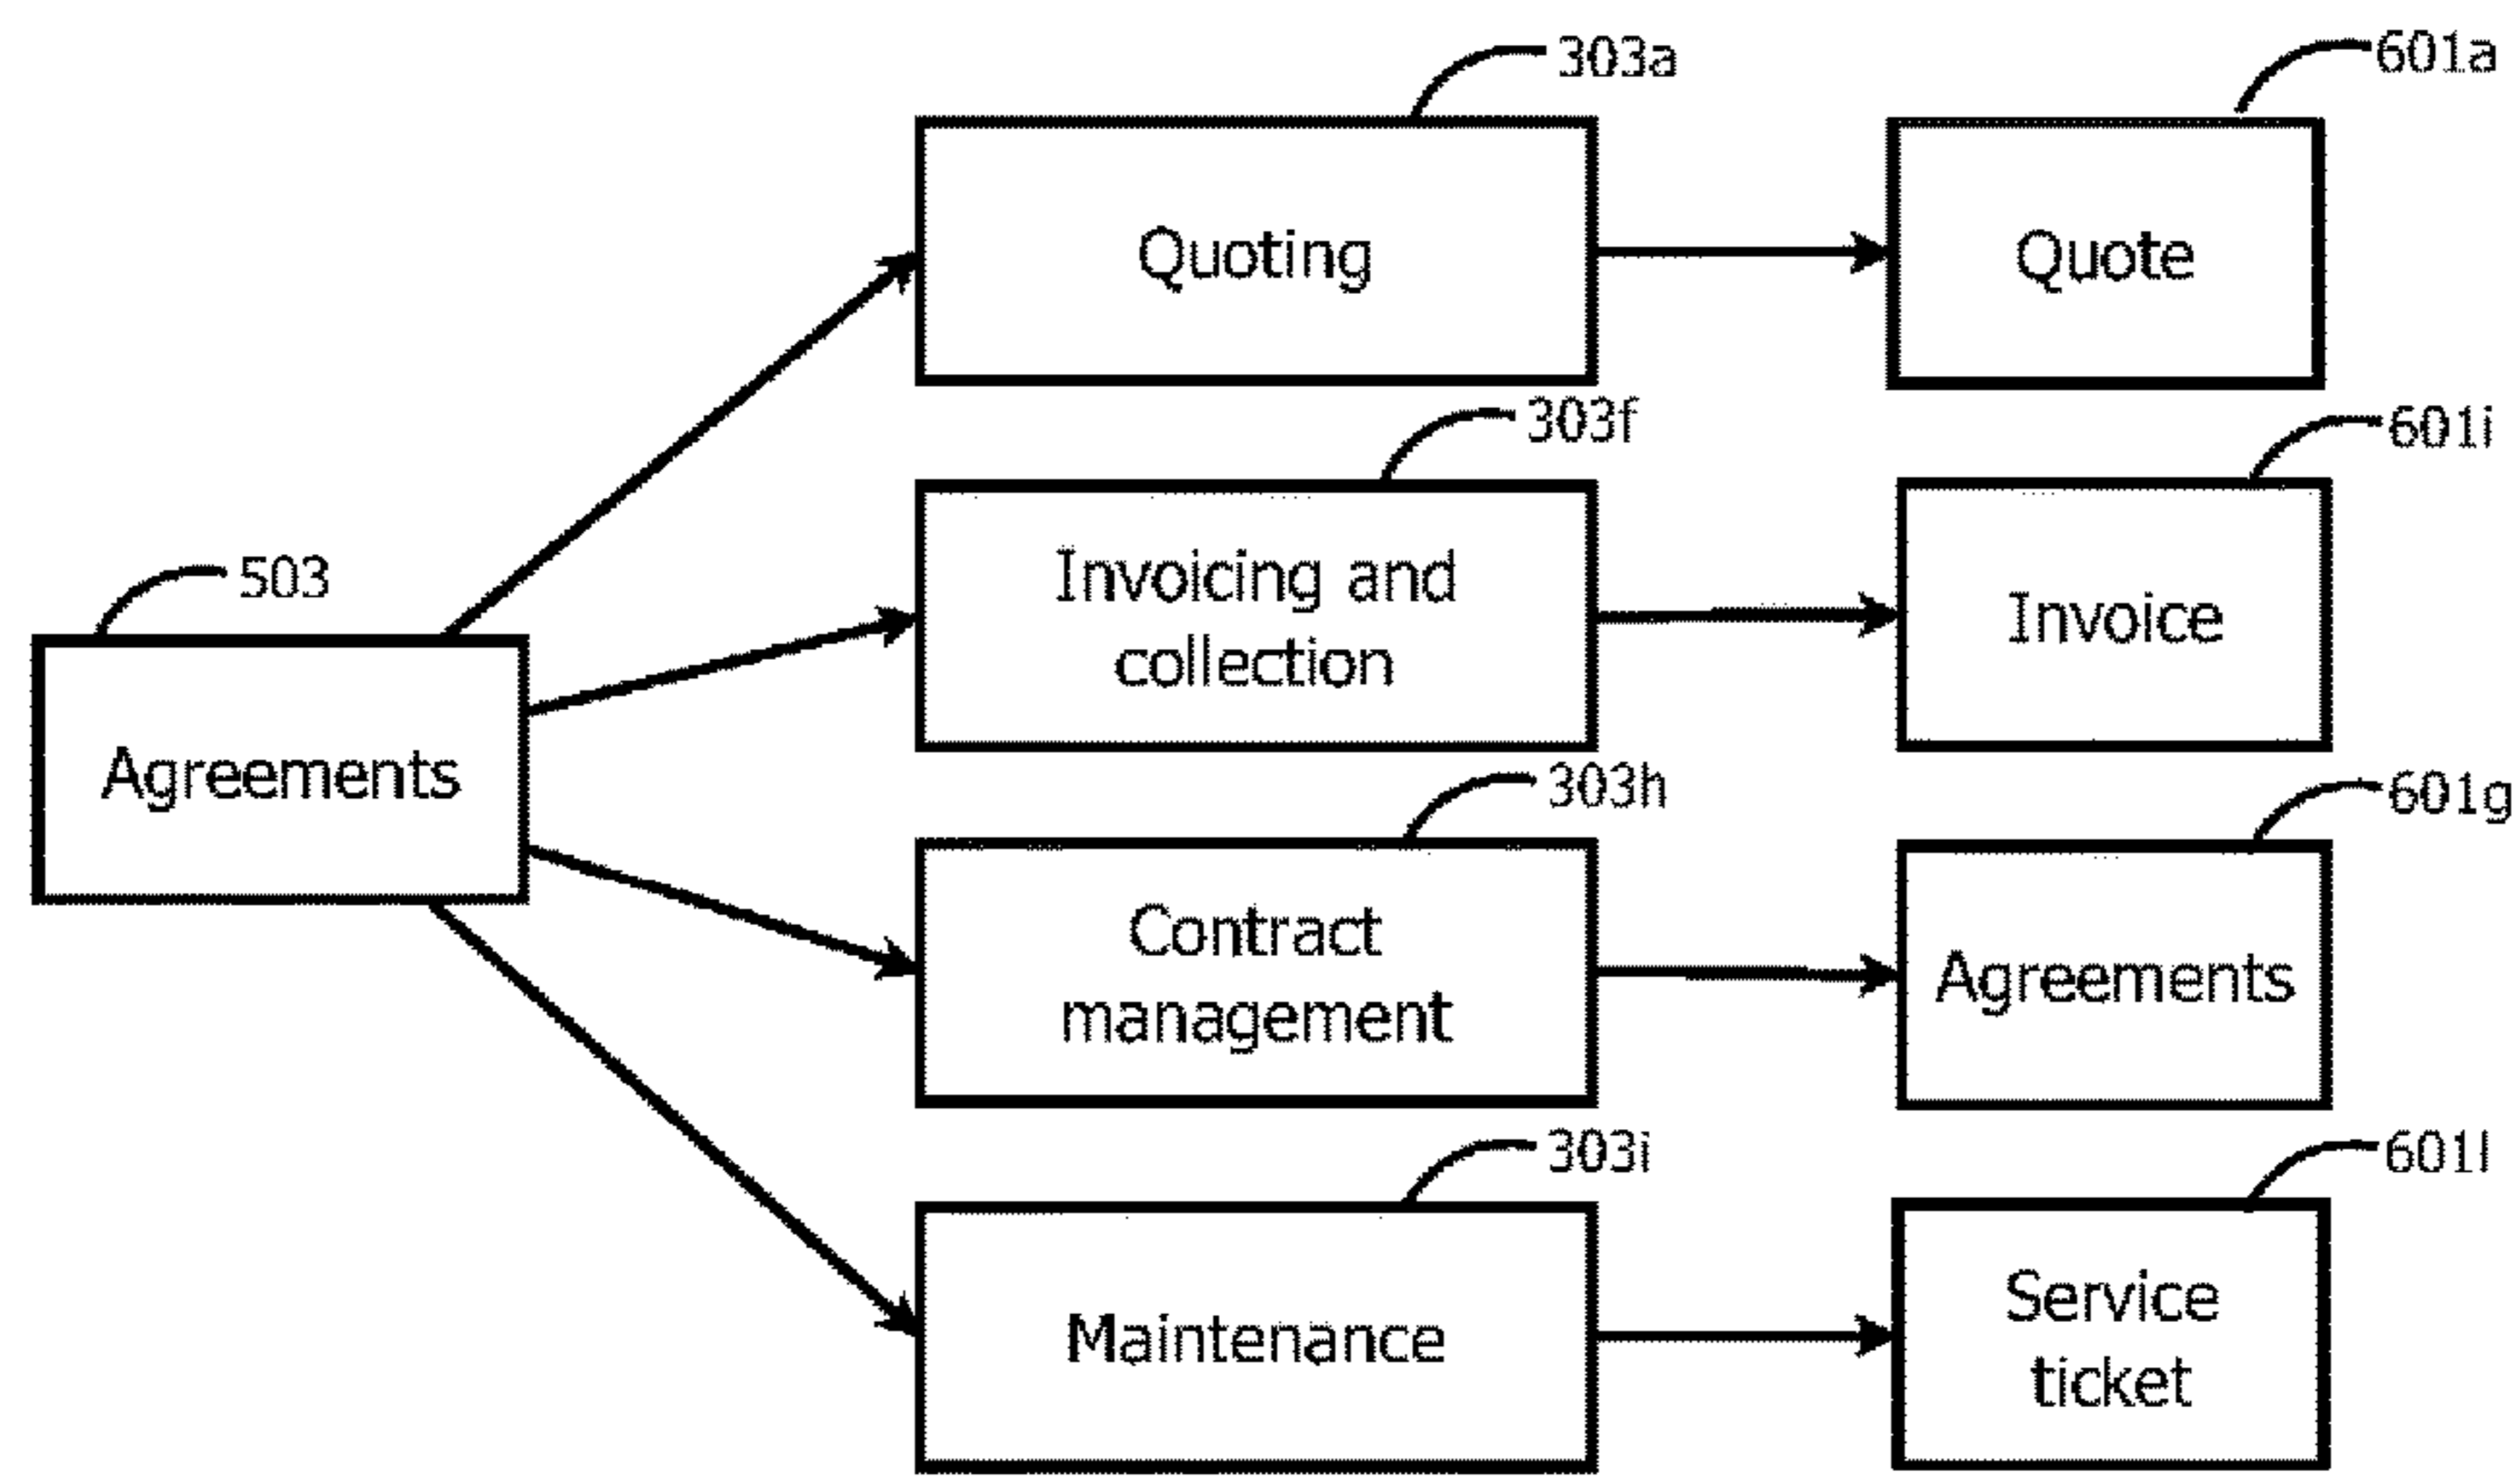 303a
601a
Quoting
Quote
303f
601i
Invoicing and
collection
Invoice
503
Agreements
303h
601g
Contract
management
Agreements
303i
601l
Maintenance
Service
ticket